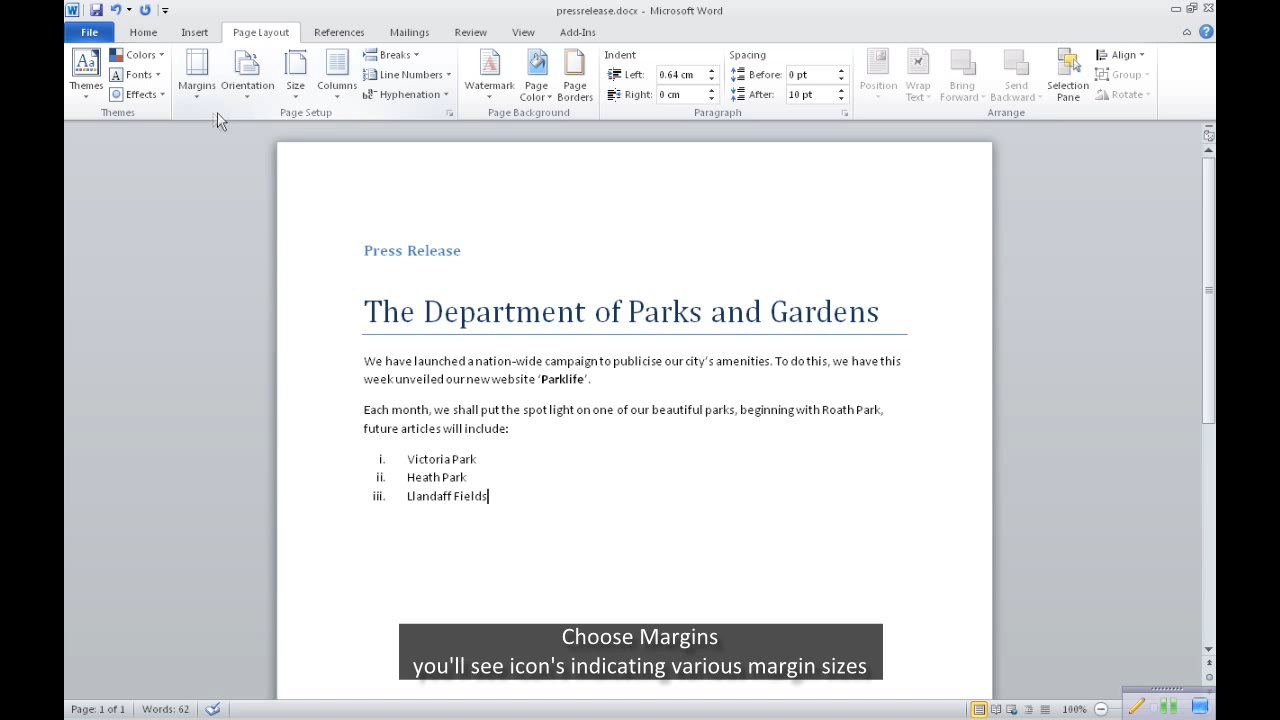 pressrelease.docx - Microsoft Word
File Home Insert Page Layout References Mailings Review View Add-Ins
Themes Colors Fonts Effects
Themes
Margins Orientation Size Columns Breaks Line Numbers Hyphenation
Page Setup
Watermark Page Color Page Borders
Page Background
Indent Spacing
Left: 0.64 cm Before: 0 pt
Right: 0 cm After: 10 pt
Paragraph
Position Wrap Text Bring Forward Send Backward Selection Pane Align Group Rotate
Arrange
Press Release
The Department of Parks and Gardens
We have launched a nation-wide campaign to publicise our city's amenities. To do this, we have this
week unveiled our new website 'Parklife'.
Each month, we shall put the spot light on one of our beautiful parks, beginning with Roath Park,
future articles will include:
i. Victoria Park
ii. Heath Park
iii. Llandaff Fields
Choose Margins
you'll see icon's indicating various margin sizes
Page: 1 of 1 Words: 62 100%